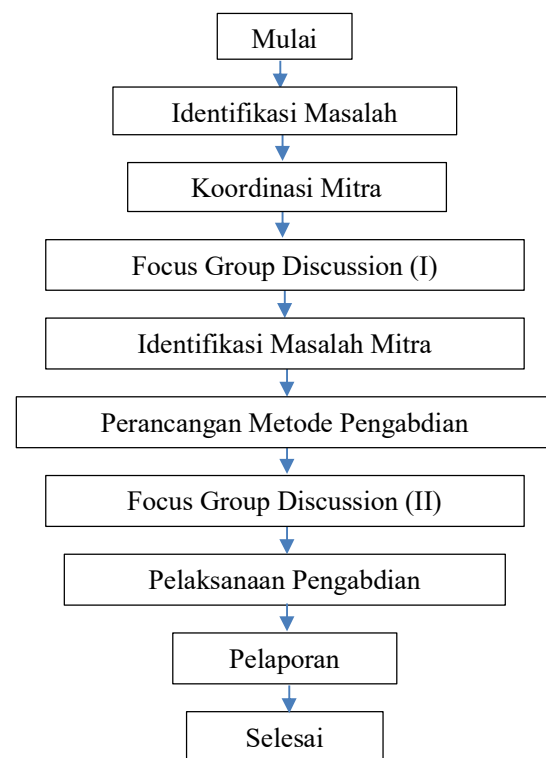 Mulai
Identifikasi Masalah
Koordinasi Mitra
Focus Group Discussion (I)
Identifikasi Masalah Mitra
Perancangan Metode Pengabdian
Focus Group Discussion (II)
Pelaksanaan Pengabdian
Pelaporan
Selesai